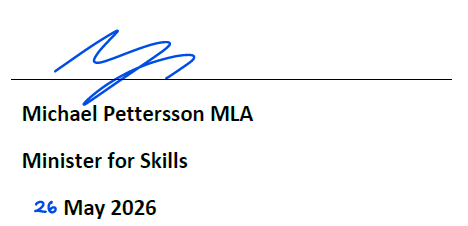 Michael Pettersson MLA
Minister for Skills
26 May 2026